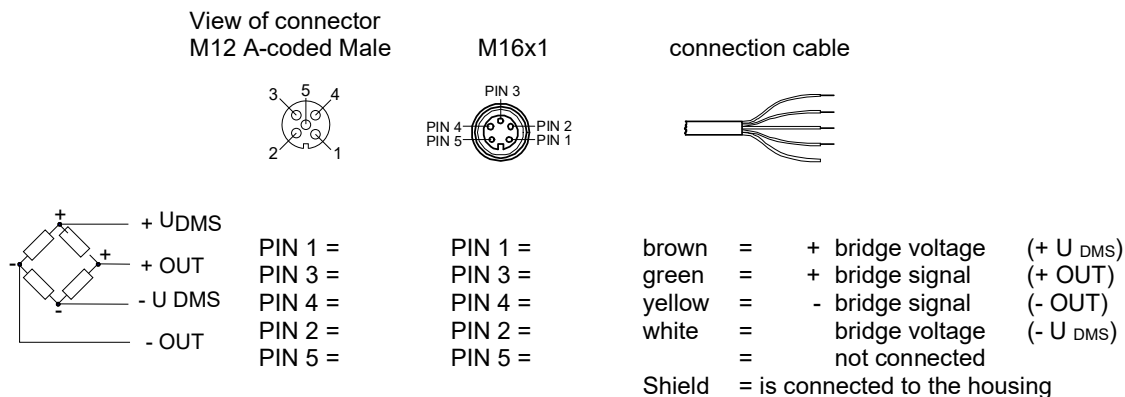 View of connector
M12 A-coded Male M16x1 connection cable
3 5 4
2 1
PIN 3
PIN 4 PIN 2
PIN 5 PIN 1
+
+ UDMS
- + + OUT
- U DMS
-
- OUT
PIN 1 = PIN 1 = brown = + bridge voltage (+ U DMS)
PIN 3 = PIN 3 = green = + bridge signal (+ OUT)
PIN 4 = PIN 4 = yellow = - bridge signal (- OUT)
PIN 2 = PIN 2 = white = bridge voltage (- U DMS)
PIN 5 = PIN 5 = = not connected
Shield = is connected to the housing